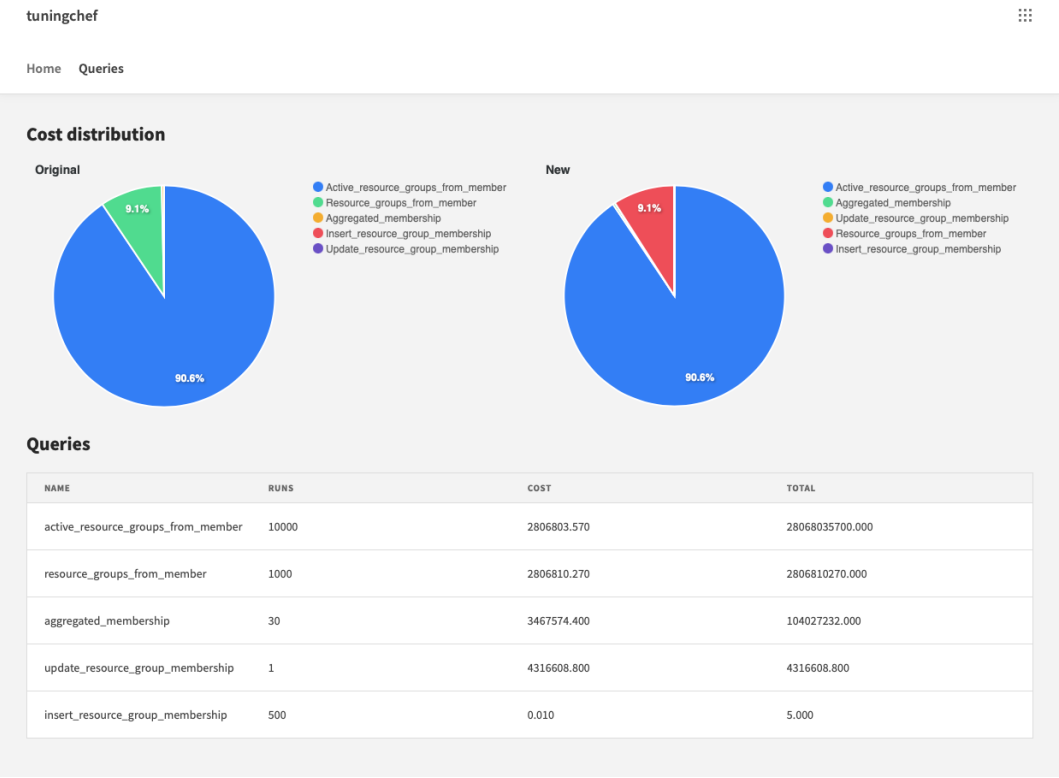 tuningchef
Home Queries
Cost distribution
Original
9.1%
90.6%
Active_resource_groups_from_member
Resource_groups_from_member
Aggregated_membership
Insert_resource_group_membership
Update_resource_group_membership
New
9.1%
90.6%
Active_resource_groups_from_member
Aggregated_membership
Update_resource_group_membership
Resource_groups_from_member
Insert_resource_group_membership
Queries
NAME RUNS COST TOTAL
active_resource_groups_from_member 10000 2806803.570 28068035700.000
resource_groups_from_member 1000 2806810.270 2806810270.000
aggregated_membership 30 3467574.400 104027232.000
update_resource_group_membership 1 4316608.800 4316608.800
insert_resource_group_membership 500 0.010 5.000